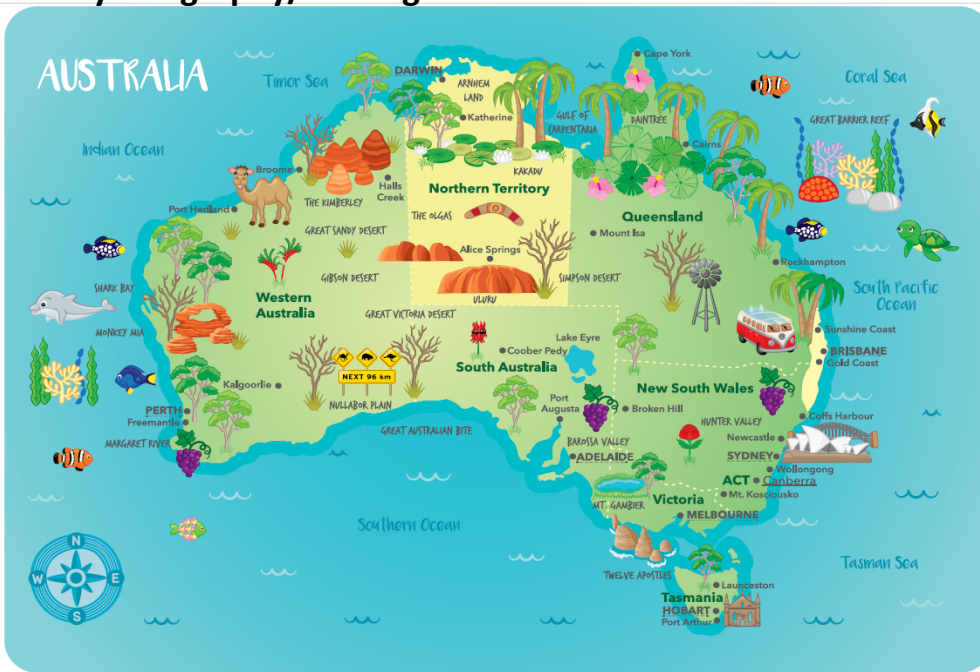 AUSTRALIA
Timor Sea
Indian Ocean
DARWIN
ARNHEM
LAND
Katherine
GULF OF
CARPENTARIA
Cape York
DAINTREE
Cairns
Coral Sea
GREAT BARRIER REEF
KAKADU
Northern Territory
Broome
Halls
Creek
THE KIMBERLEY
Port Hedland
THE OLGAS
GREAT SANDY DESERT
Alice Springs
Queensland
Mount Isa
Rockhampton
GIBSON DESERT
SIMPSON DESERT
ULURU
South Pacific
Ocean
SHARK BAY
MONKEY MIA
Western
Australia
GREAT VICTORIA DESERT
Lake Eyre
Coober Pedy
South Australia
Sunshine Coast
BRISBANE
Gold Coast
NEXT 96 km
NULLABOR PLAIN
Kalgoorlie
New South Wales
Port
Augusta
Broken Hill
PERTH
Freemantle
MARGARET RIVER
GREAT AUSTRALIAN BITE
Coffs Harbour
HUNTER VALLEY
Newcastle
BAROSSA VALLEY
ADELAIDE
SYDNEY
Wollongong
ACT
Canberra
Mt. Kosciousko
Victoria
MT. GAMBIER
MELBOURNE
Southern Ocean
Tasman Sea
TWELVE APOSTLES
Launceston
Tasmania
HOBART
Port Arthur
N
W
E
S